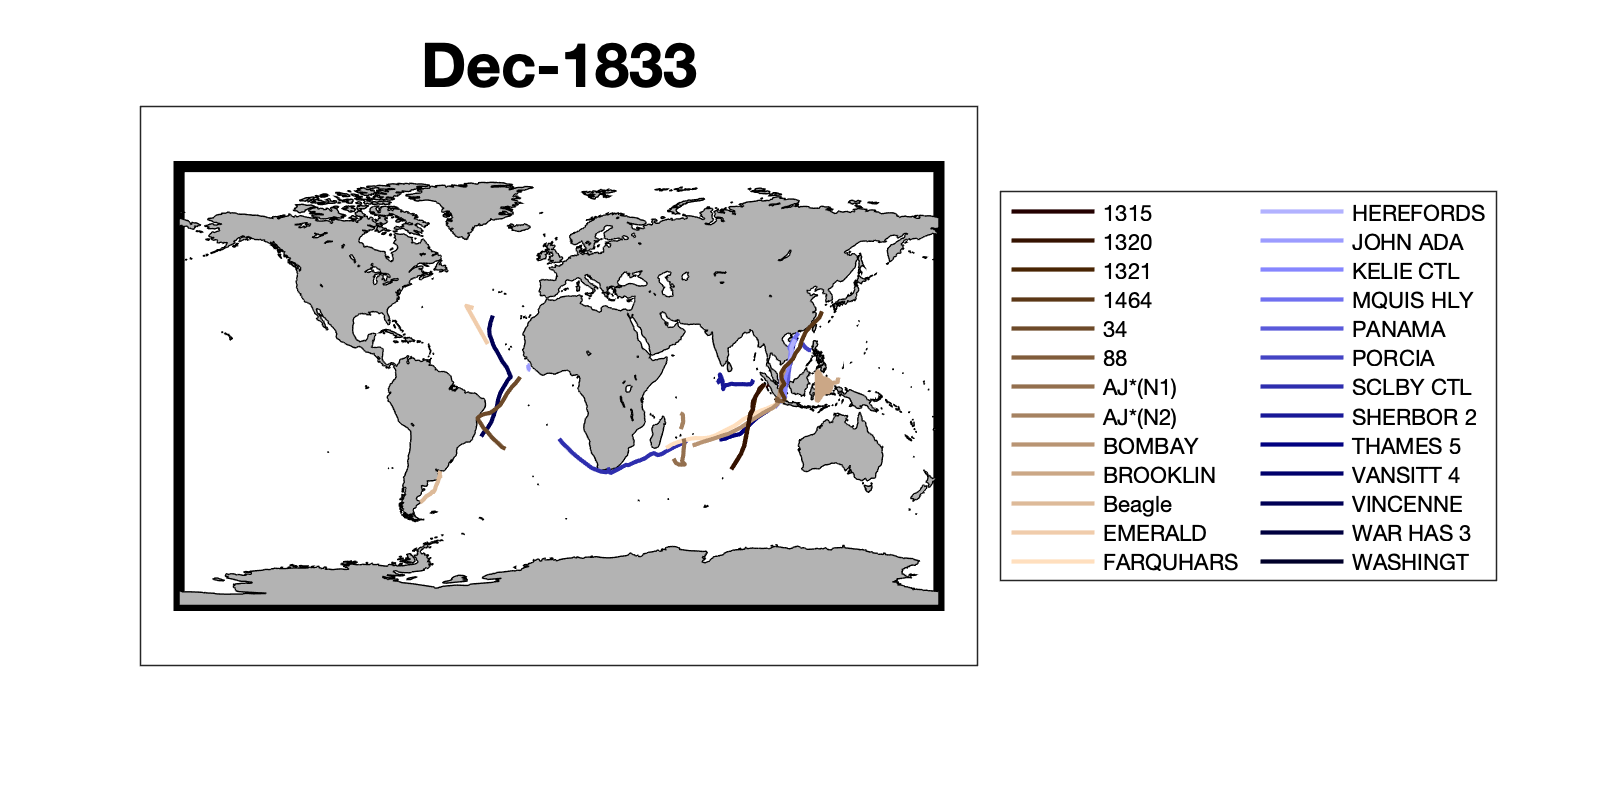 Dec-1833
1315
1320
1321
1464
34
88
AJ*(N1)
AJ*(N2)
BOMBAY
BROOKLIN
Beagle
EMERALD
FARQUHARS
HEREFORDS
JOHN ADA
KELIE CTL
MQUIS HLY
PANAMA
PORCIA
SCLBY CTL
SHERBOR 2
THAMES 5
VANSITT 4
VINCENNE
WAR HAS 3
WASHINGT